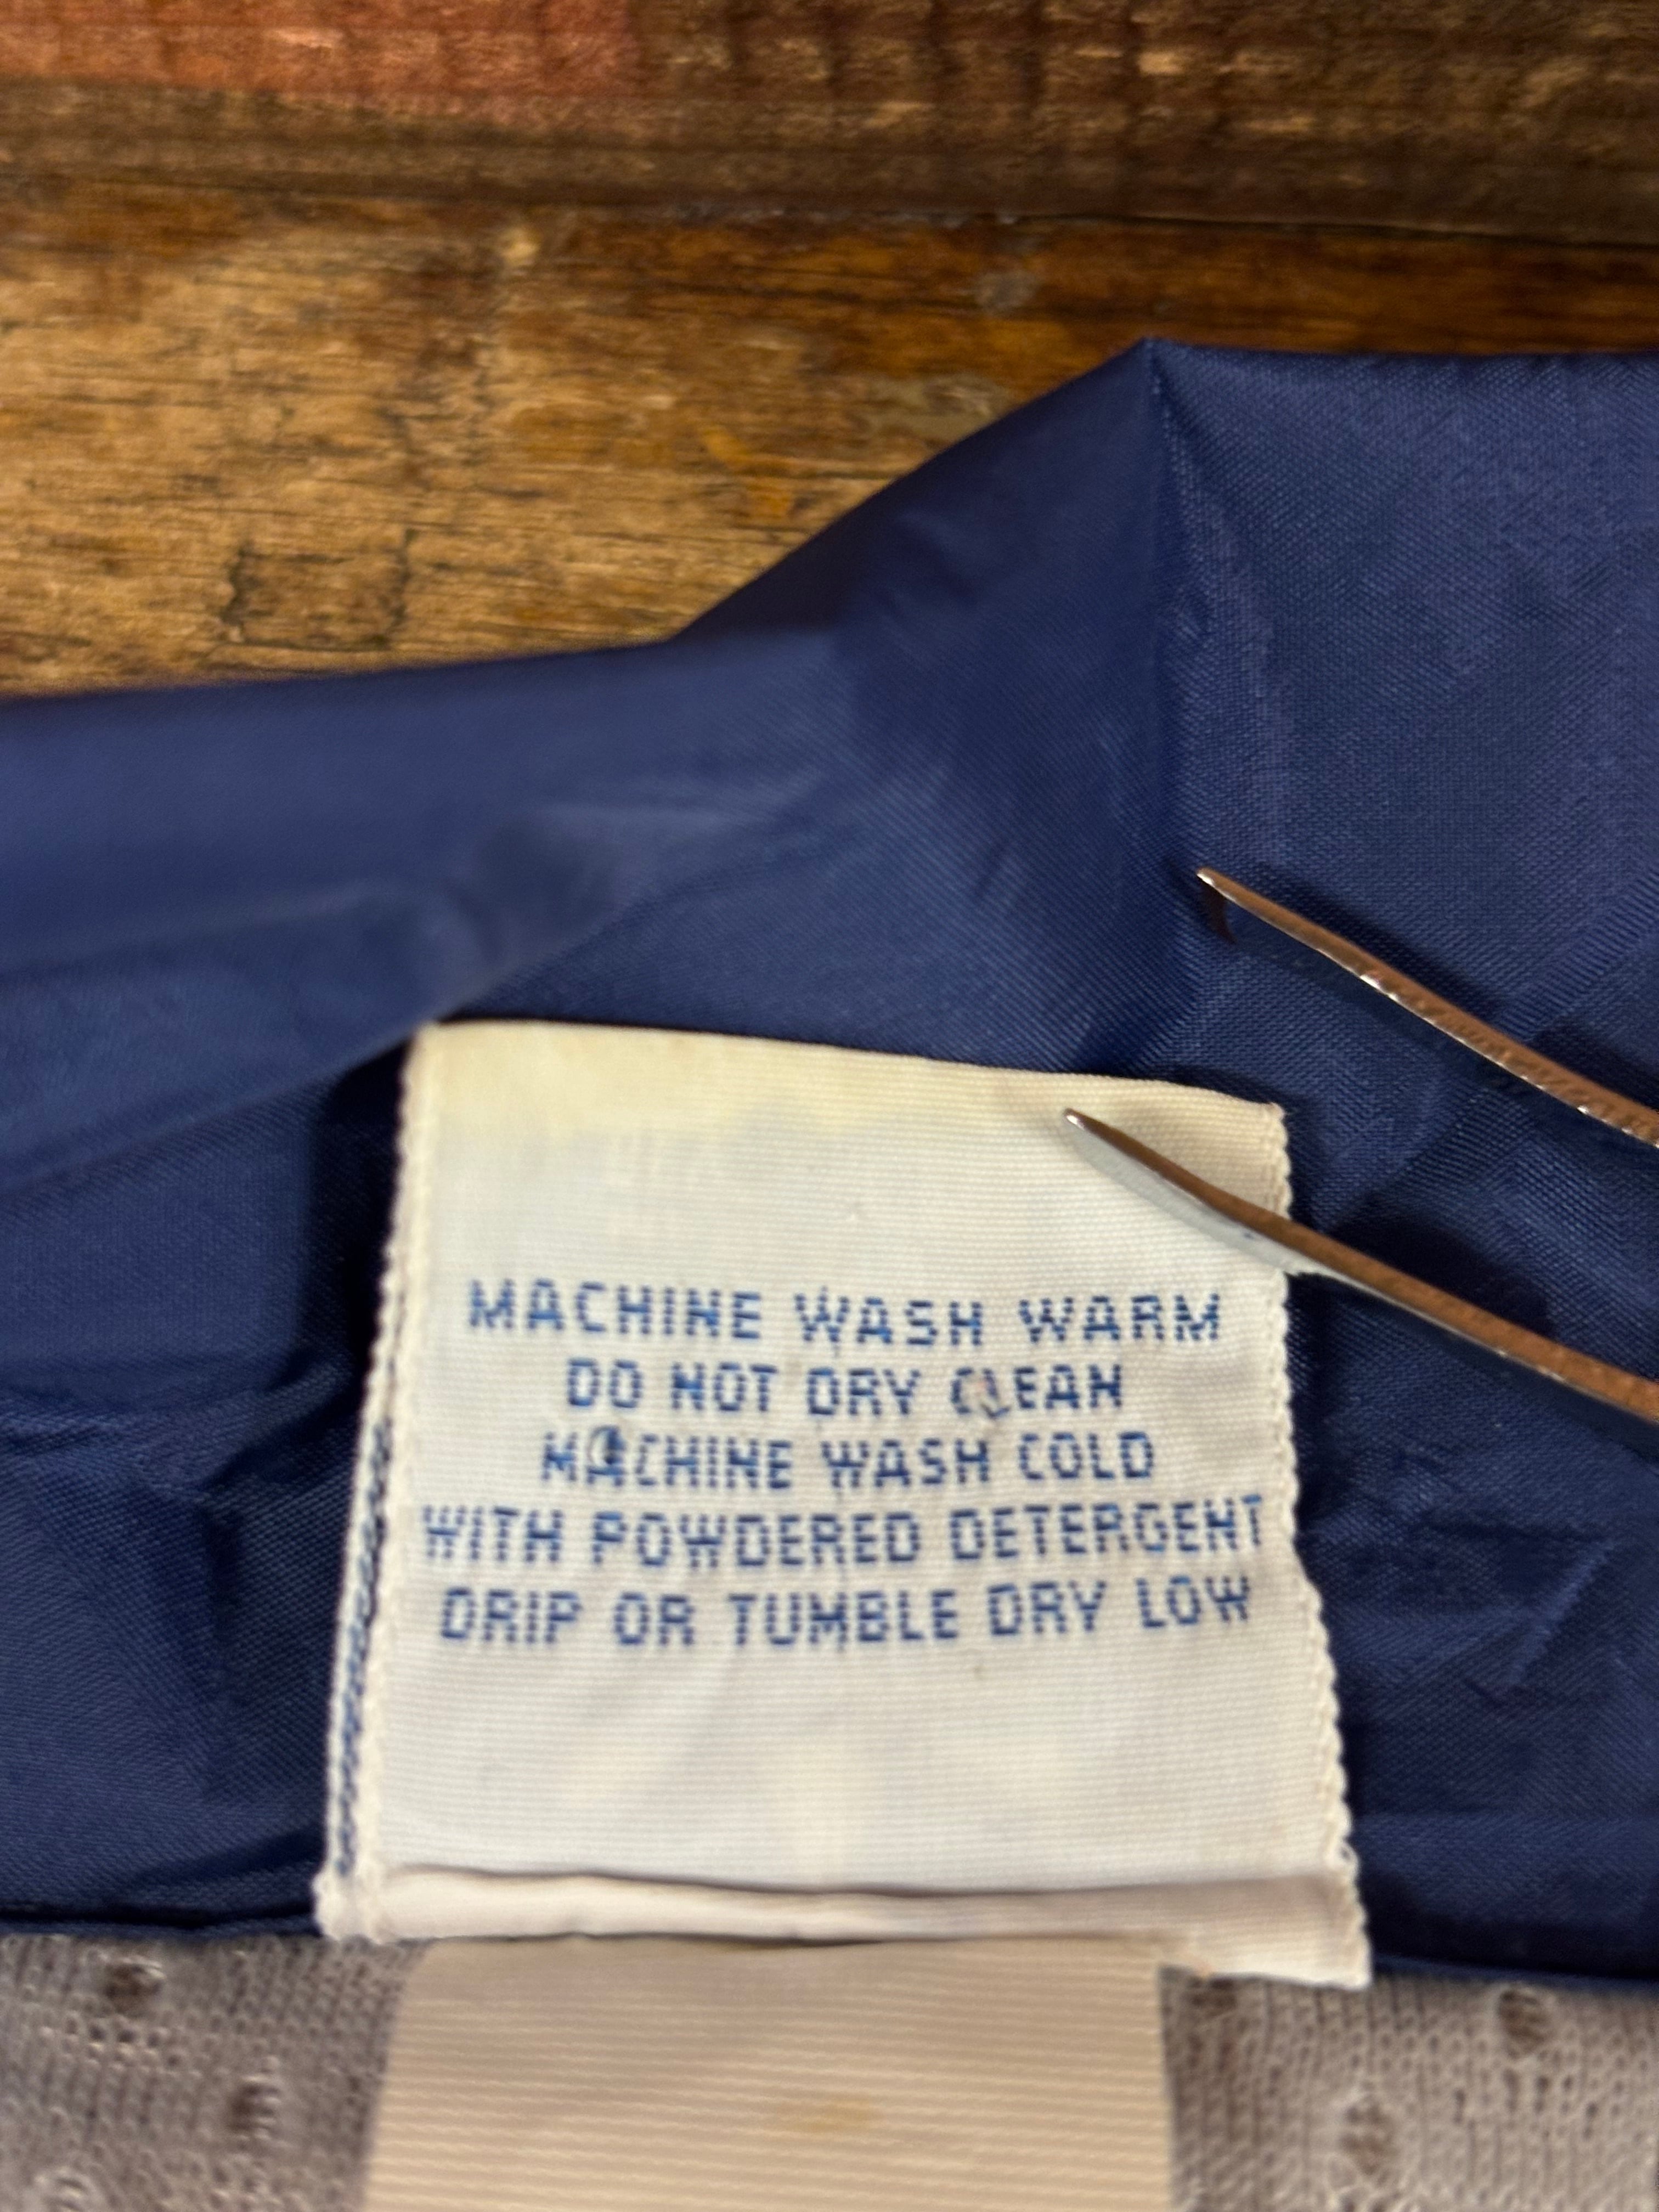 MACHINE WASH WARM
DO NOT DRY CLEAN
MACHINE WASH COLD
WITH POWDERED DETERGENT
DRIP OR TUMBLE DRY LOW